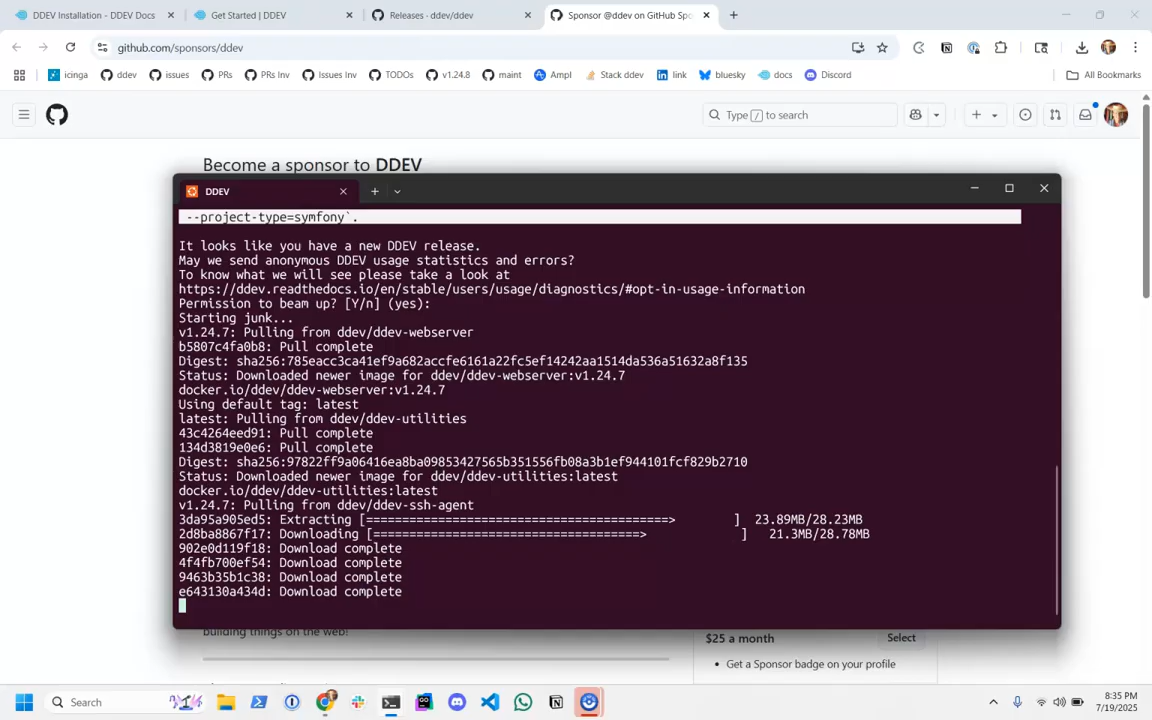 DDEV Installation - DDEV Docs
Get Started | DDEV
Releases · ddev/ddev
Sponsor @ddev on GitHub Spo
github.com/sponsors/ddev
icinga
ddev
issues
PRs
PRs Inv
Issues Inv
TODOs
v1.24.8
maint
Ampl
Stack ddev
link
bluesky
docs
Discord
All Bookmarks
Type / to search
Become a sponsor to DDEV
DDEV
--project-type=symfony`.
It looks like you have a new DDEV release.
May we send anonymous DDEV usage statistics and errors?
To know what we will see please take a look at
https://ddev.readthedocs.io/en/stable/users/usage/diagnostics/#opt-in-usage-information
Permission to beam up? [Y/n] (yes):
Starting junk...
v1.24.7: Pulling from ddev/ddev-webserver
b5807c4fa0b8: Pull complete
Digest: sha256:785eacc3ca41ef9a682accfe6161a22fc5ef14242aa1514da536a51632a8f135
Status: Downloaded newer image for ddev/ddev-webserver:v1.24.7
docker.io/ddev/ddev-webserver:v1.24.7
Using default tag: latest
latest: Pulling from ddev/ddev-utilities
43c4264eed91: Pull complete
134d3819e0e6: Pull complete
Digest: sha256:97822ff9a06416ea8ba09853427565b351556fb08a3b1ef944101fcf829b2710
Status: Downloaded newer image for ddev/ddev-utilities:latest
docker.io/ddev/ddev-utilities:latest
v1.24.7: Pulling from ddev/ddev-ssh-agent
3da95a905ed5: Extracting [==========================================>        ]  23.89MB/28.23MB
2d8ba8867f17: Downloading [=====================================>             ]   21.3MB/28.78MB
902e0d119f18: Download complete
4f4fb700ef54: Download complete
9463b35b1c38: Download complete
e643130a434d: Download complete
building things on the web!
$25 a month
Select
• Get a Sponsor badge on your profile
Search
8:35 PM
7/19/2025